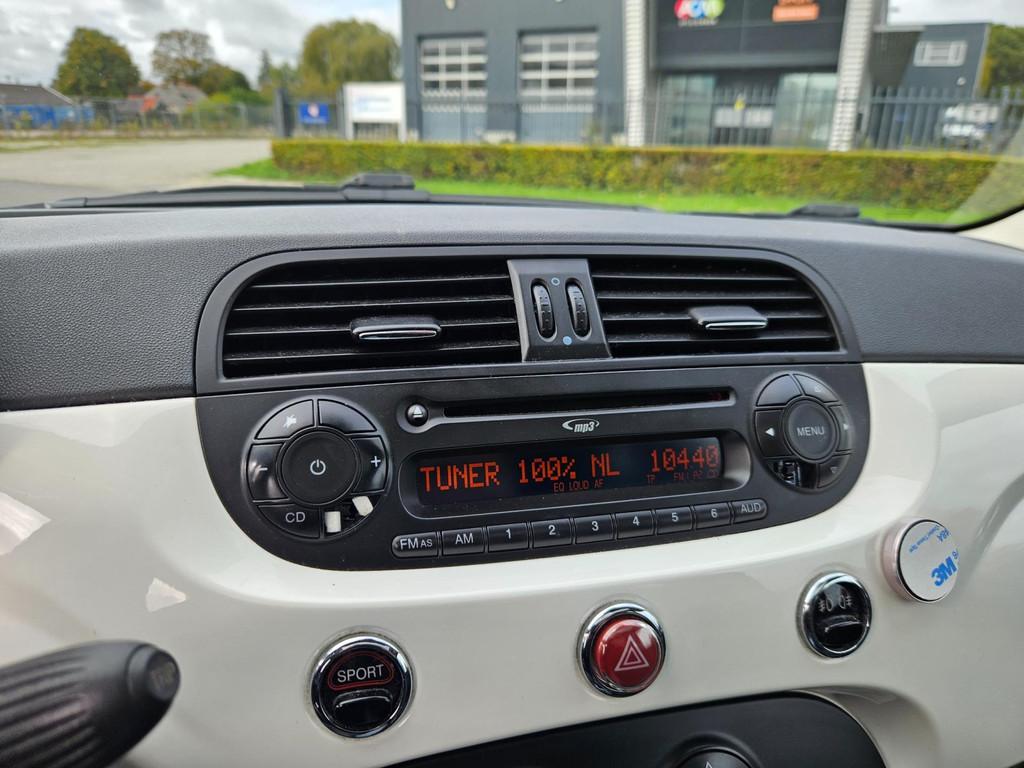 mp3
TUNER 100% NL 10440
EQ LOUD AF TP
MENU
CD
FM AS AM 1 2 3 4 5 6 AUD
SPORT
3M